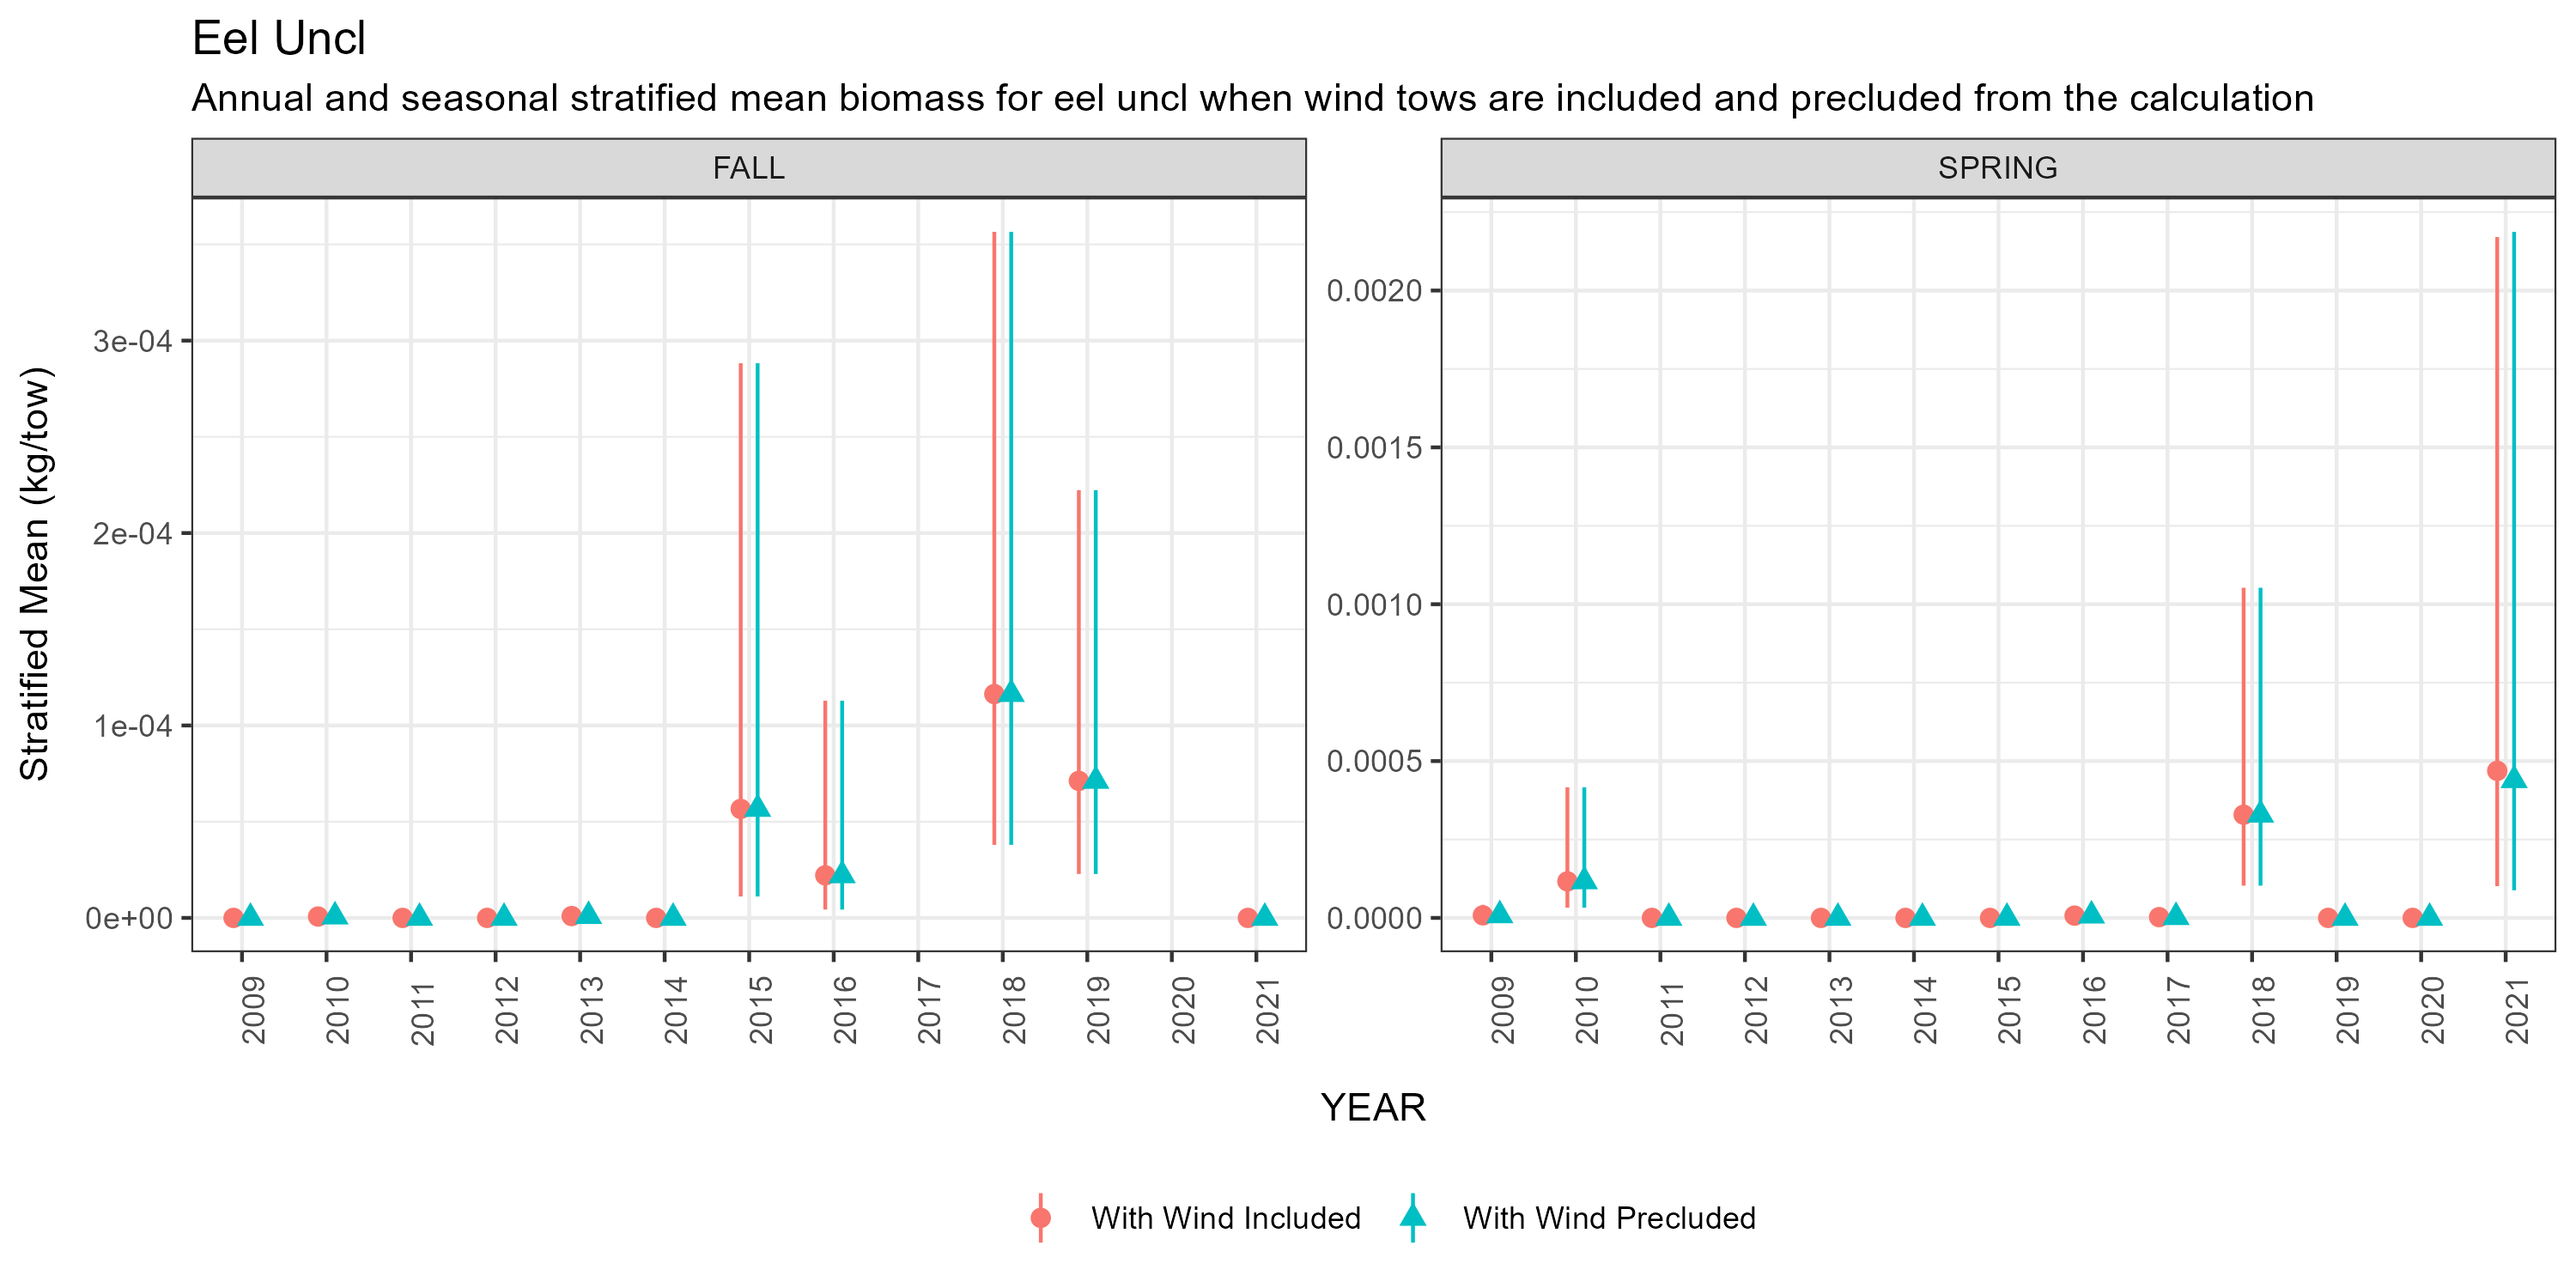 Eel Uncl
Annual and seasonal stratified mean biomass for eel uncl when wind tows are included and precluded from the calculation
FALL
SPRING
Stratified Mean (kg/tow)
3e-04
2e-04
1e-04
0e+00
0.0020
0.0015
0.0010
0.0005
0.0000
2009 2010 2011 2012 2013 2014 2015 2016 2017 2018 2019 2020 2021
2009 2010 2011 2012 2013 2014 2015 2016 2017 2018 2019 2020 2021
YEAR
With Wind Included With Wind Precluded